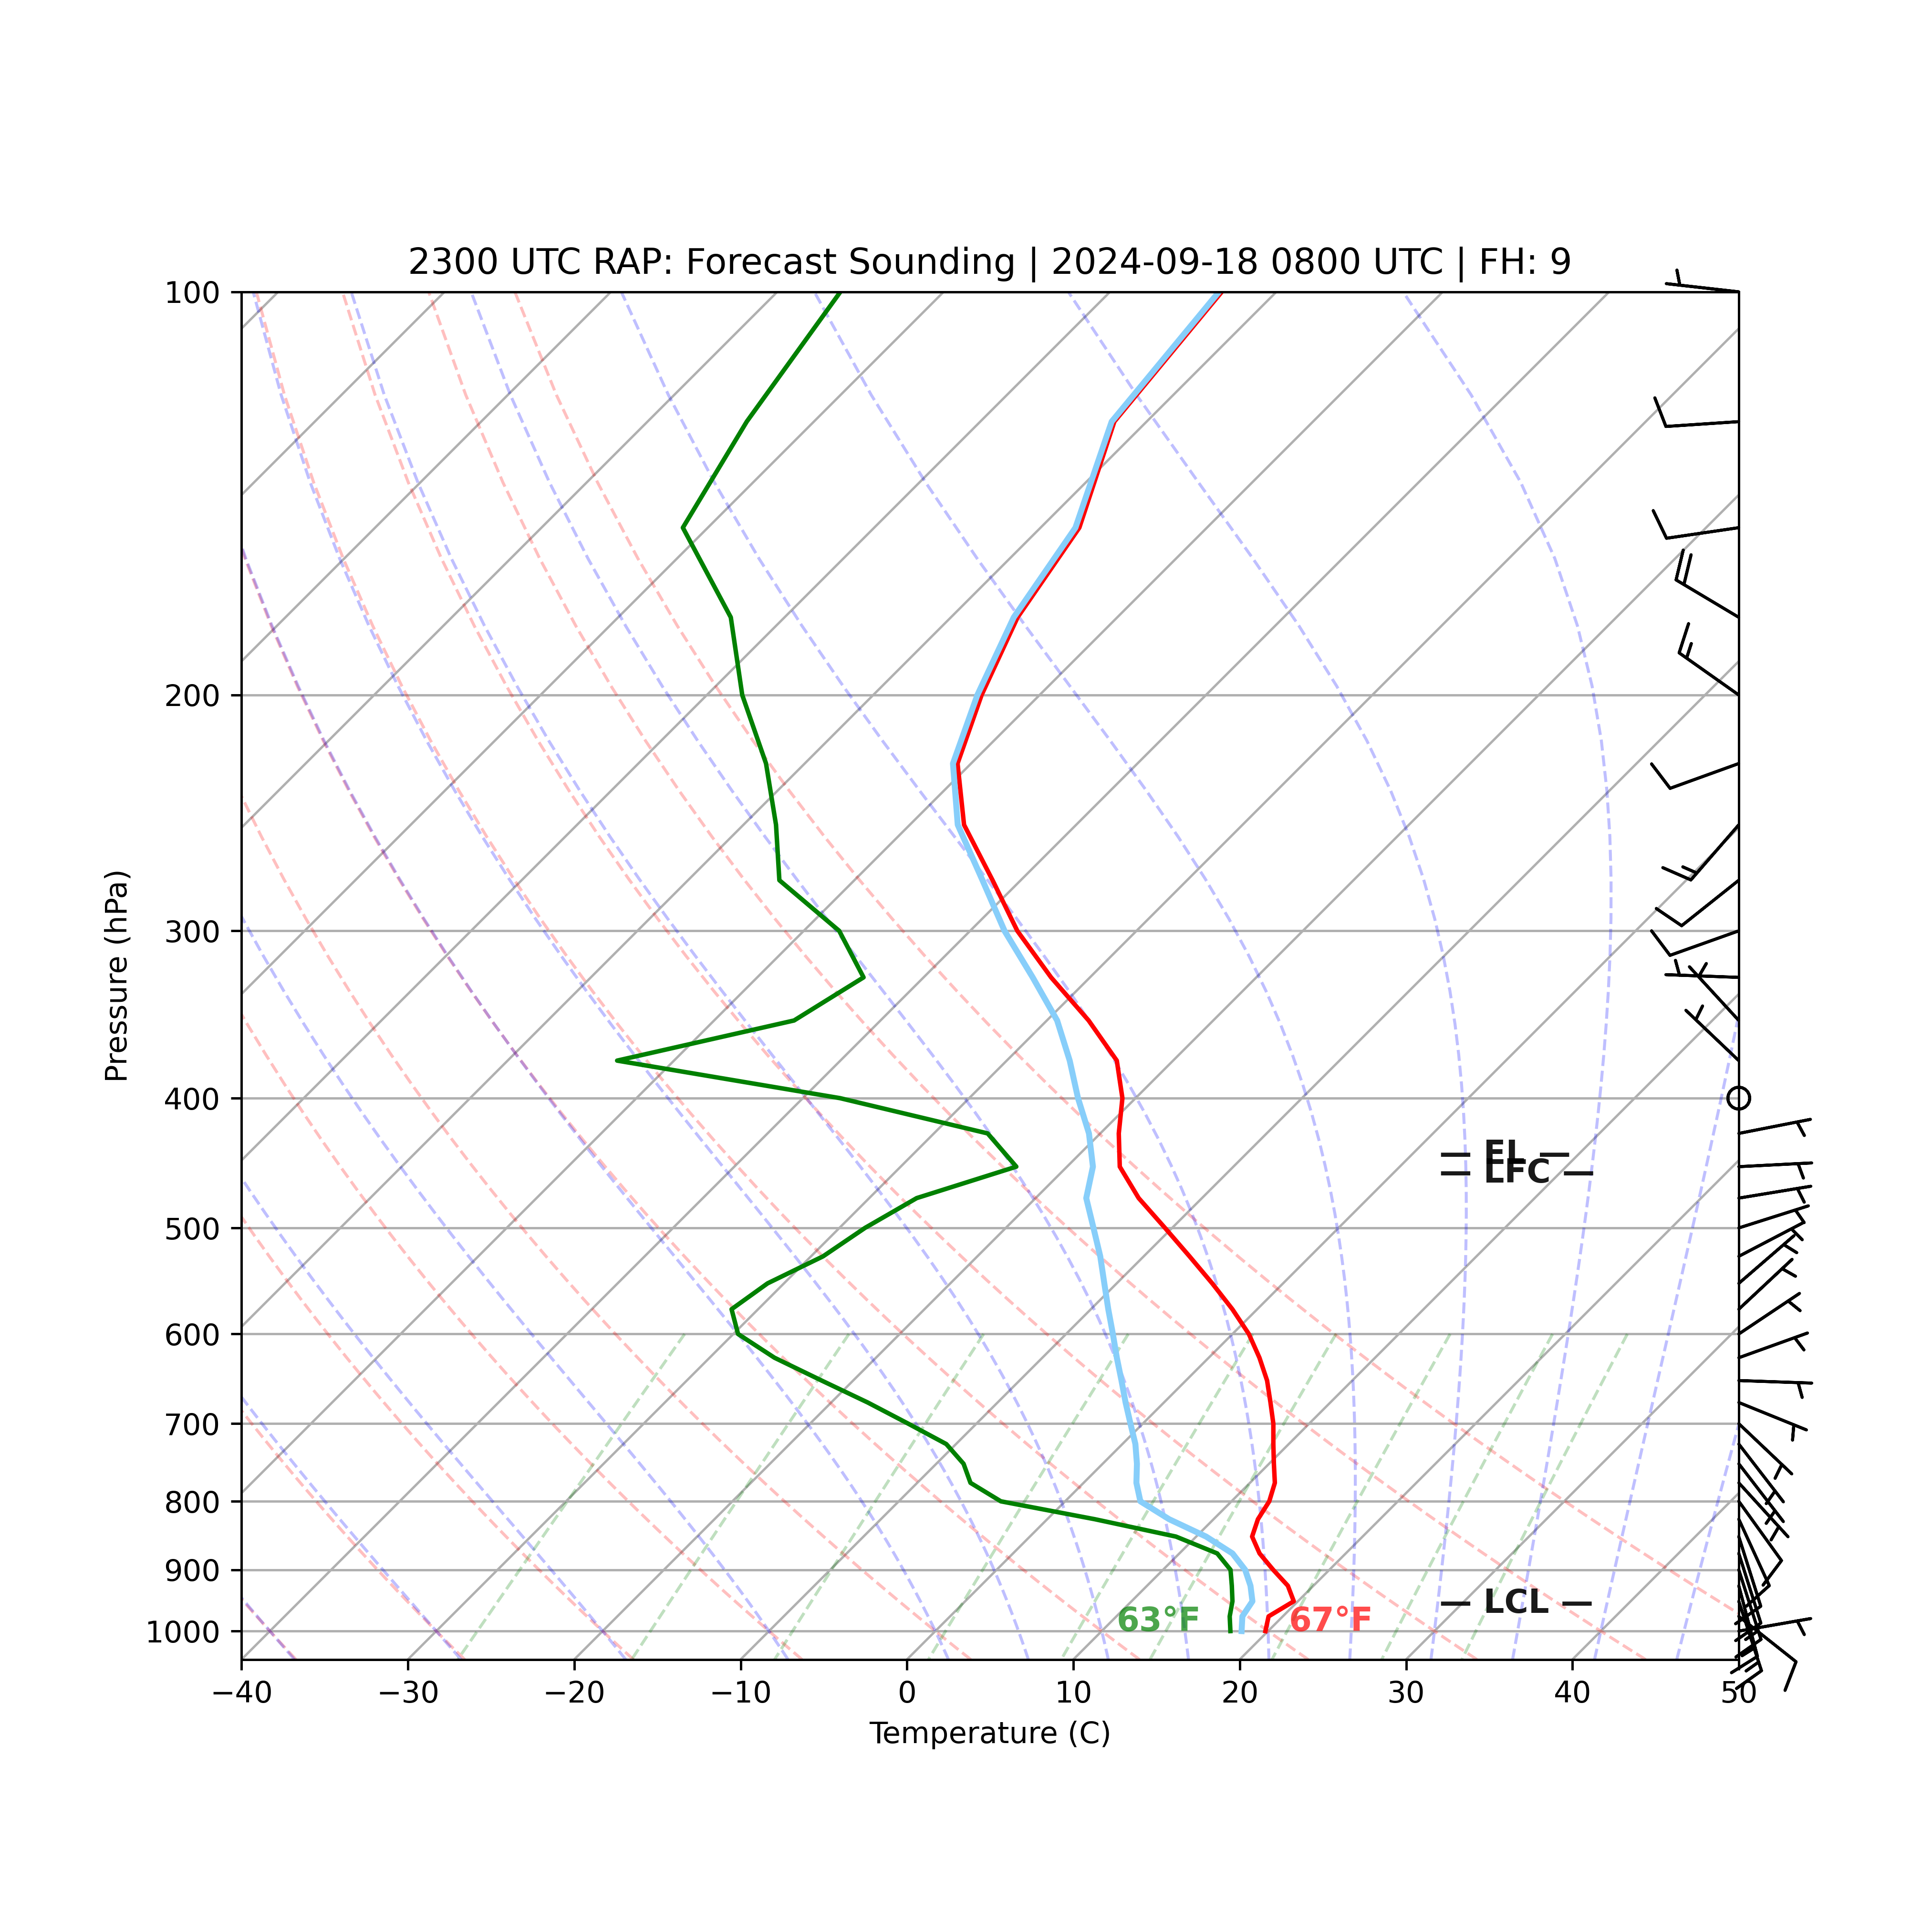 2300 UTC RAP: Forecast Sounding | 2024-09-18 0800 UTC | FH: 9
100
200
300
400
500
600
700
800
900
1000
Pressure (hPa)
— EL —
— LFC —
— LCL —
63°F 67°F
−40 −30 −20 −10 0 10 20 30 40 50
Temperature (C)